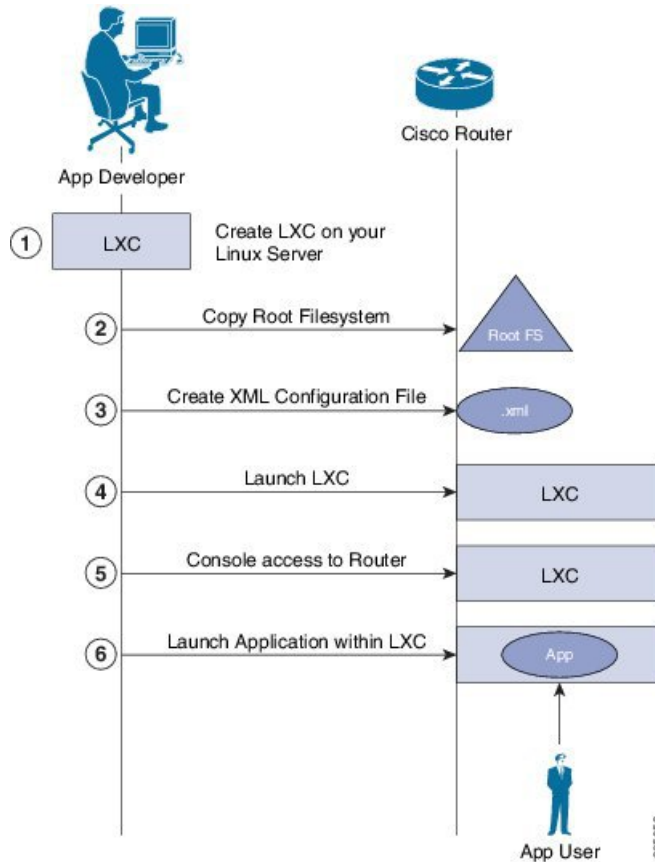 Cisco Router
App Developer
1
LXC
Create LXC on your
Linux Server
2
Copy Root Filesystem
Root FS
3
Create XML Configuration File
.xml
4
Launch LXC
LXC
5
Console access to Router
LXC
6
Launch Application within LXC
App
App User